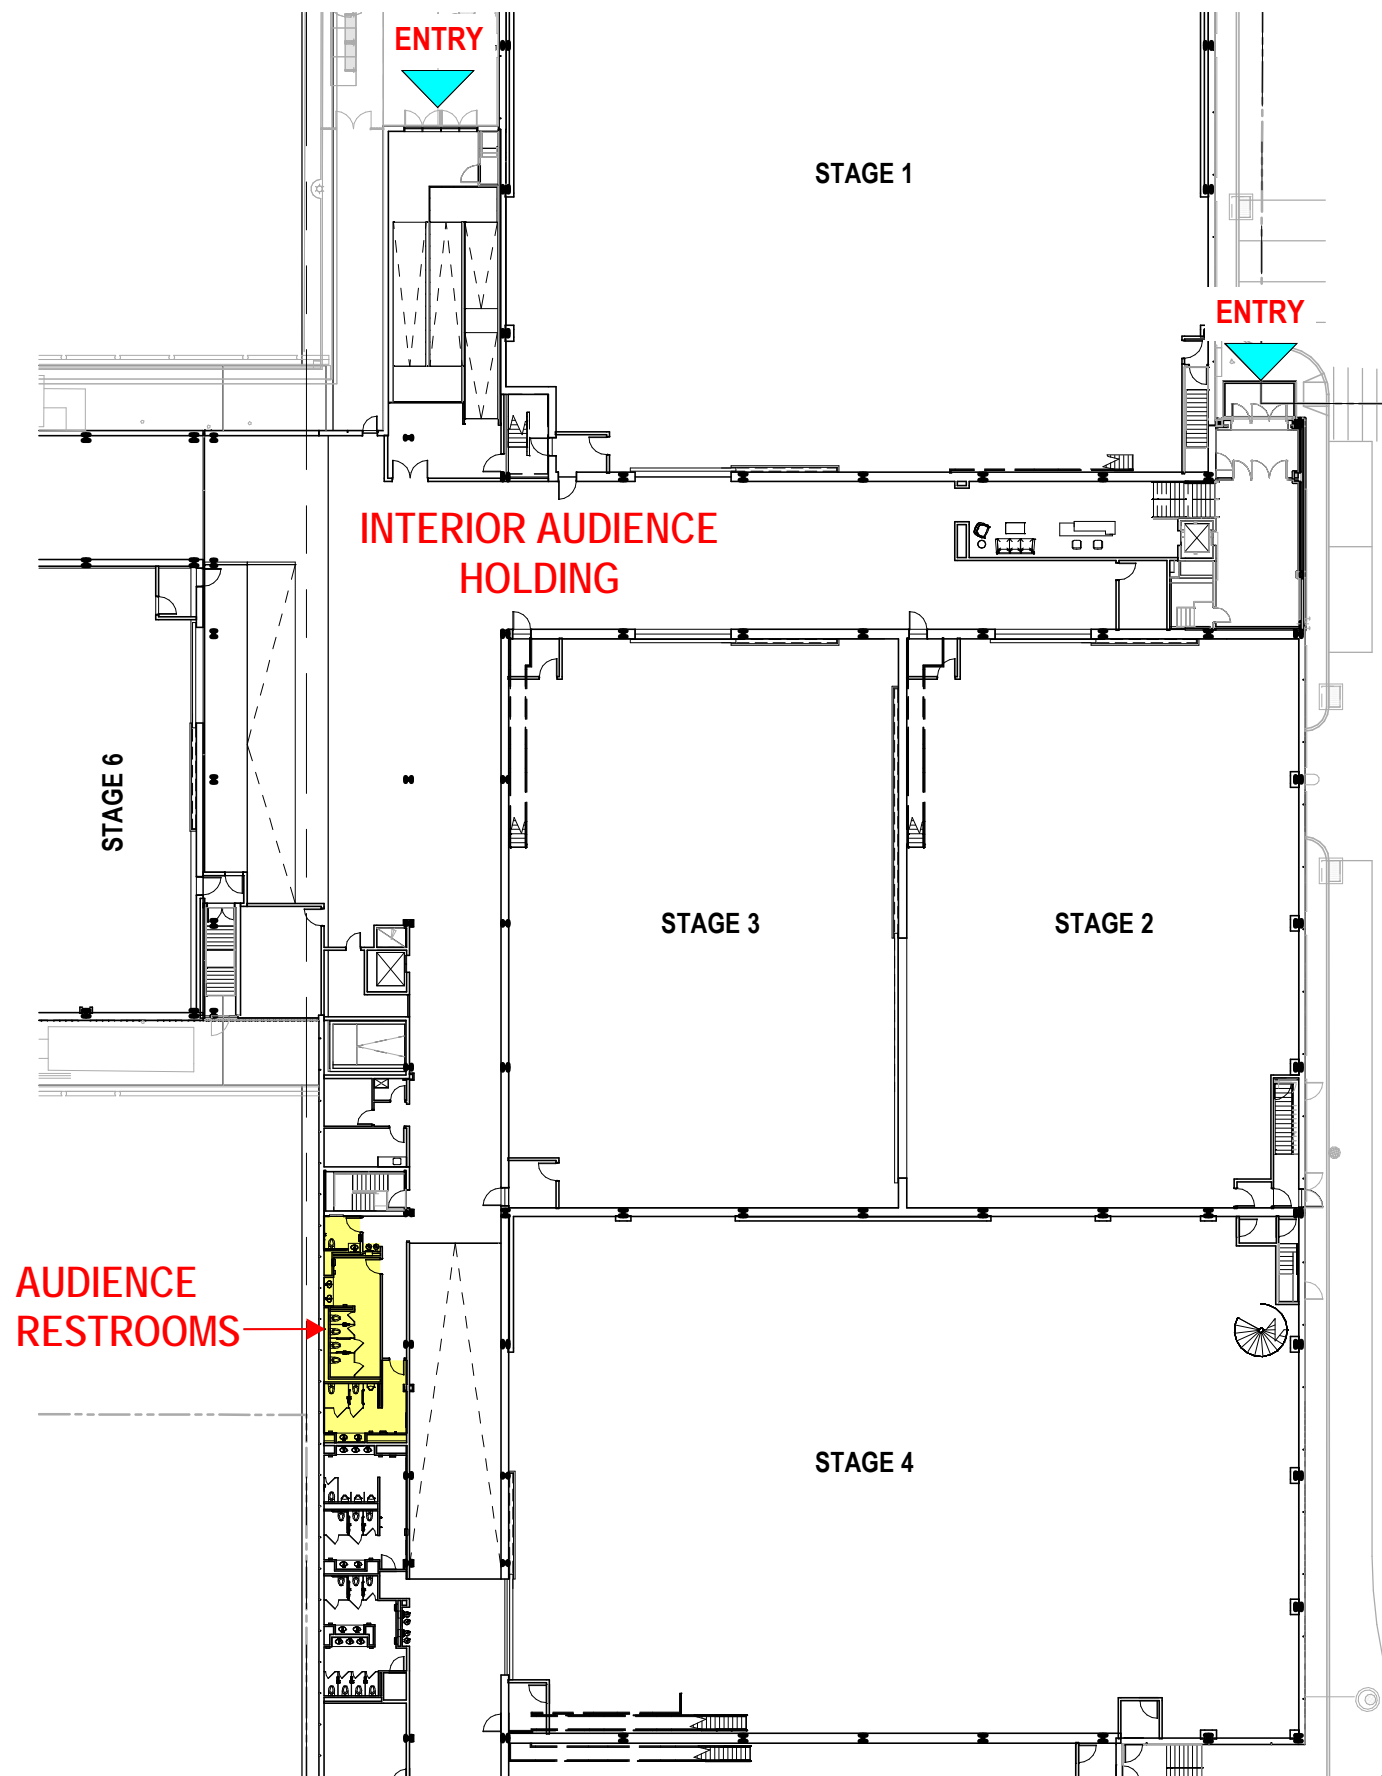 ENTRY
STAGE 1
ENTRY
INTERIOR AUDIENCE
HOLDING
STAGE 6
STAGE 3
STAGE 2
AUDIENCE
RESTROOMS
STAGE 4